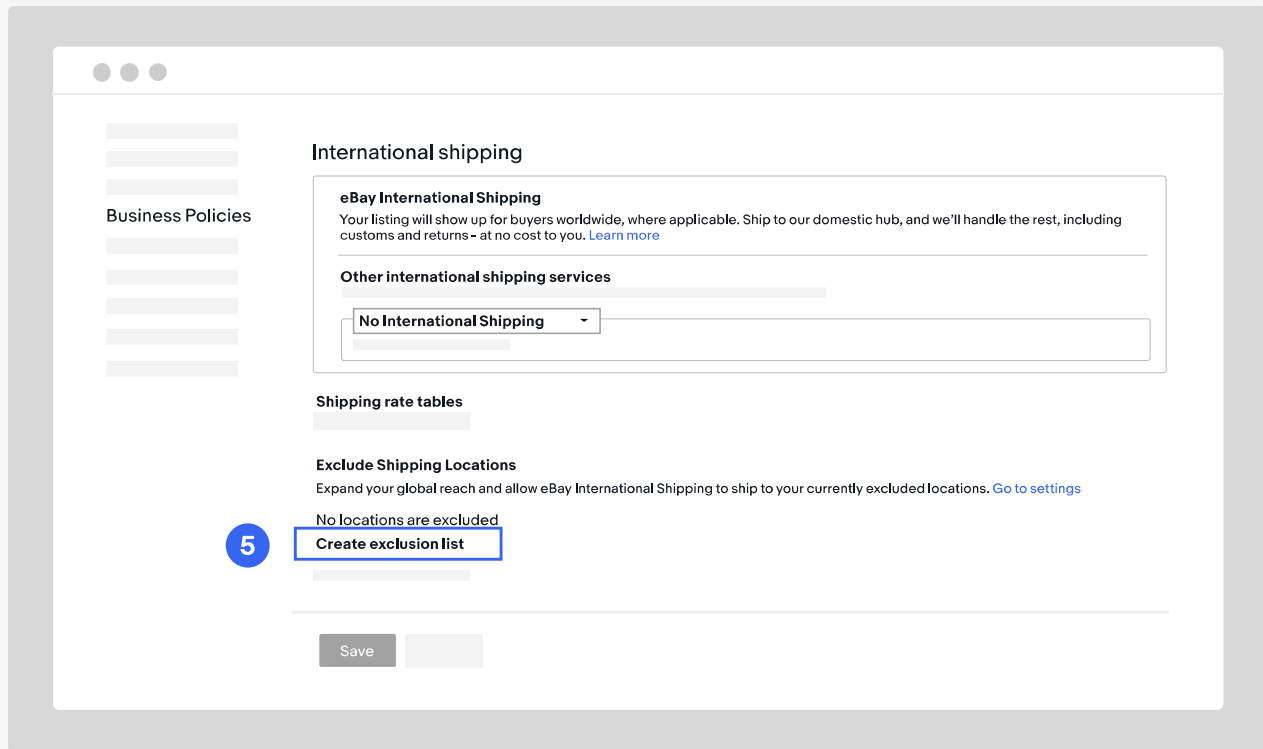 International shipping
eBay International Shipping
Your listing will show up for buyers worldwide, where applicable. Ship to our domestic hub, and we'll handle the rest, including
customs and returns - at no cost to you. Learn more
Business Policies
Other international shipping services
No International Shipping
Shipping rate tables
Exclude Shipping Locations
Expand your global reach and allow eBay International Shipping to ship to your currently excluded locations. Go to settings
No locations are excluded
5 Create exclusion list
Save